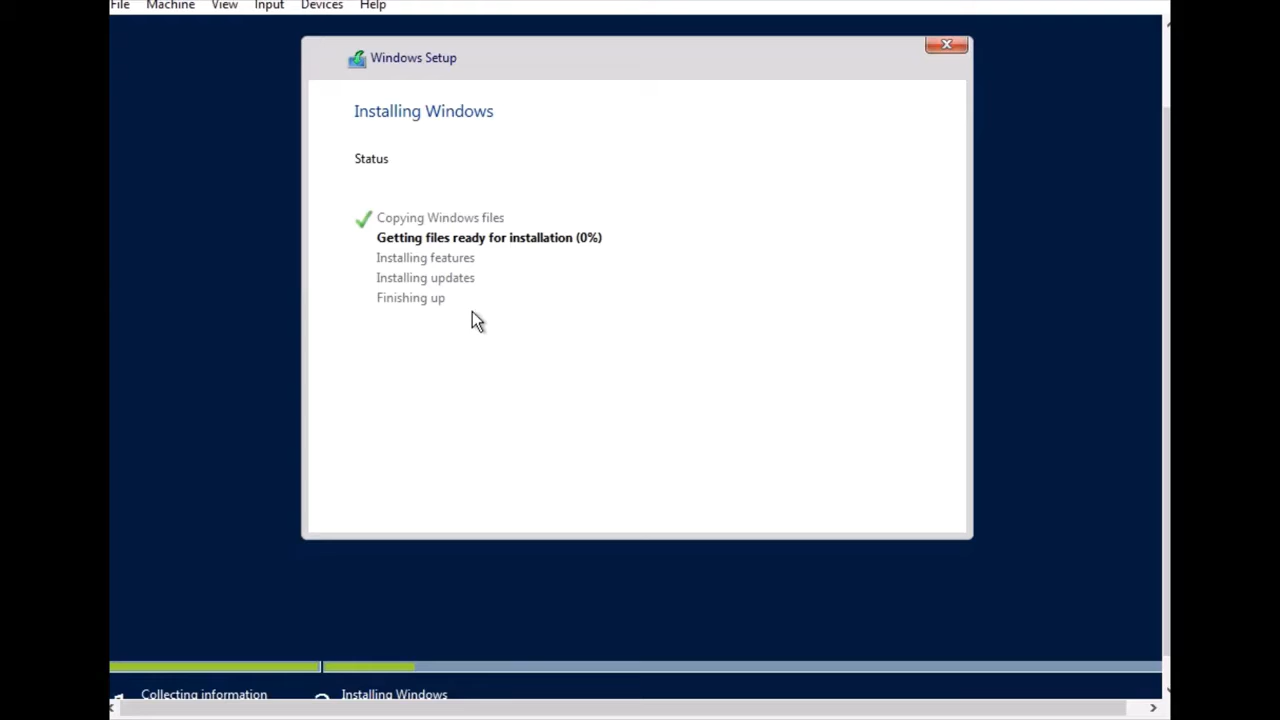 File Machine View Input Devices Help
Windows Setup
Installing Windows
Status
Copying Windows files
Getting files ready for installation (0%)
Installing features
Installing updates
Finishing up
Collecting information Installing Windows